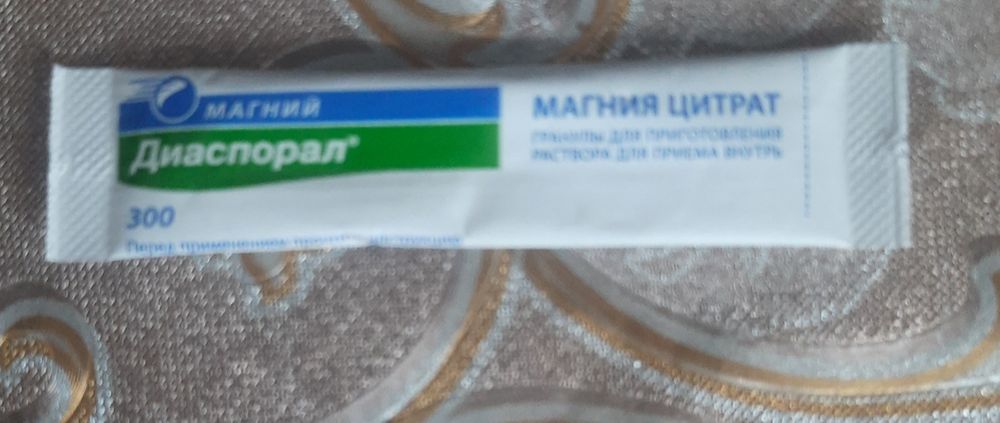 МАГНИЙ
Диаспорал®
300
Перед применением
МАГНИЯ ЦИТРАТ
ГРАНУЛЫ ДЛЯ ПРИГОТОВЛЕНИЯ
РАСТВОРА ДЛЯ ПРИЕМА ВНУТРЬ